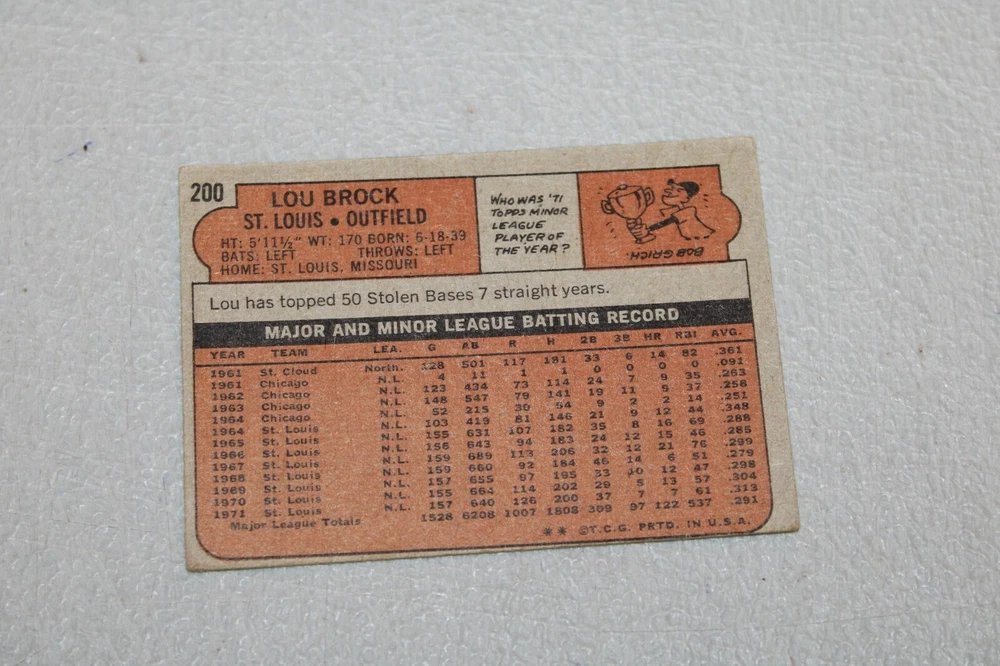 200
LOU BROCK
ST. LOUIS • OUTFIELD
HT: 5'11½" WT: 170 BORN: 6-18-39
BATS: LEFT THROWS: LEFT
HOME: ST. LOUIS, MISSOURI
WHO WAS '71
TOPPS MINOR
LEAGUE
PLAYER OF
THE YEAR?
BOB GRICH.
Lou has topped 50 Stolen Bases 7 straight years.
MAJOR AND MINOR LEAGUE BATTING RECORD
YEAR TEAM LEA. G AB R H 2B 3B HR RBI AVG.
1961 St. Cloud North. 128 501 117 181 33 6 14 82 .361
1961 Chicago N.L. 4 11 1 1 0 0 0 0 .091
1962 Chicago N.L. 123 434 73 114 24 7 9 35 .263
1963 Chicago N.L. 148 547 79 141 19 11 9 37 .258
1964 Chicago N.L. 52 215 30 54 9 2 2 14 .251
1964 St. Louis N.L. 103 419 81 146 21 9 12 44 .348
1965 St. Louis N.L. 155 631 107 182 35 8 16 69 .288
1966 St. Louis N.L. 156 643 94 183 24 12 15 46 .285
1967 St. Louis N.L. 159 689 113 206 32 12 21 76 .299
1968 St. Louis N.L. 159 660 92 184 46 14 6 51 .279
1969 St. Louis N.L. 157 655 97 195 33 10 12 47 .298
1970 St. Louis N.L. 155 664 114 202 29 5 13 57 .304
1971 St. Louis N.L. 157 640 126 200 37 7 7 61 .313
Major League Totals 1528 6208 1007 1808 309 97 122 537 .291
** ©T.C.G. PRTD. IN U.S.A.